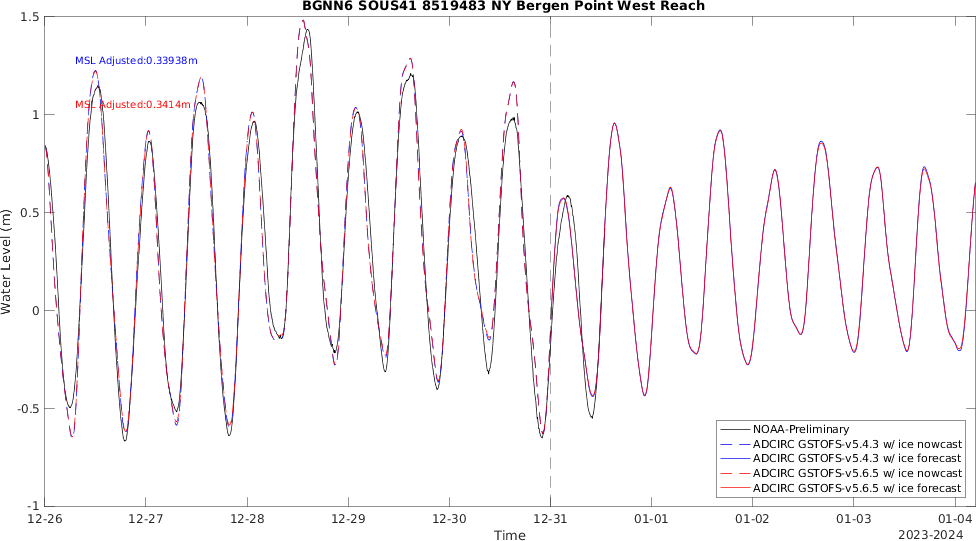 BGNN6 SOUS41 8519483 NY Bergen Point West Reach
1.5
MSL Adjusted:0.33938m
MSL Adjusted:0.3414m
1
0.5
0
-0.5
-1
Water Level (m)
NOAA-Preliminary
ADCIRC GSTOFS-v5.4.3 w/ ice nowcast
ADCIRC GSTOFS-v5.4.3 w/ ice forecast
ADCIRC GSTOFS-v5.6.5 w/ ice nowcast
ADCIRC GSTOFS-v5.6.5 w/ ice forecast
12-26 12-27 12-28 12-29 12-30 12-31 01-01 01-02 01-03 01-04
Time
2023-2024